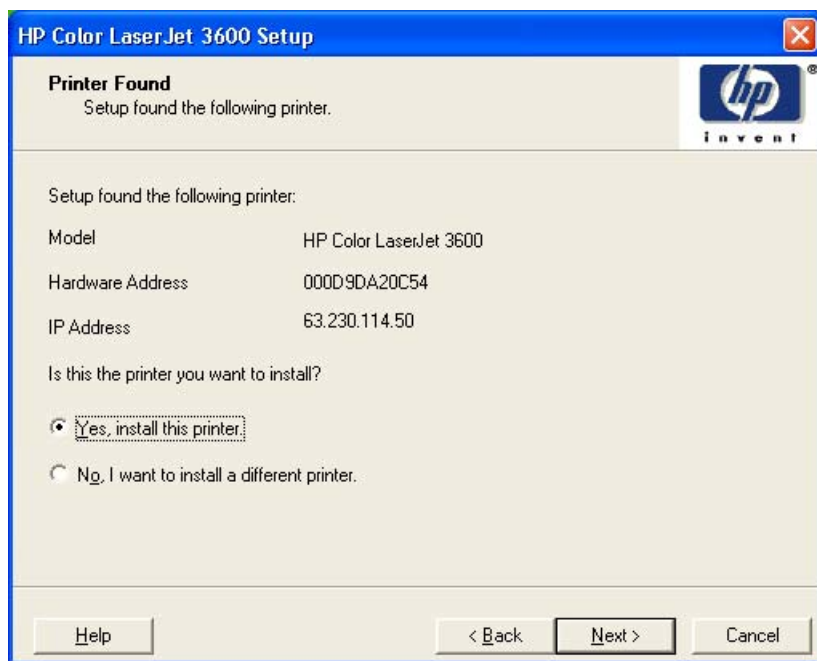 HP Color LaserJet 3600 Setup
Printer Found
Setup found the following printer.
hp
®
invent
Setup found the following printer:
Model HP Color LaserJet 3600
Hardware Address 000D9DA20C54
IP Address 63.230.114.50
Is this the printer you want to install?
Yes, install this printer.
No, I want to install a different printer.
Help < Back Next > Cancel